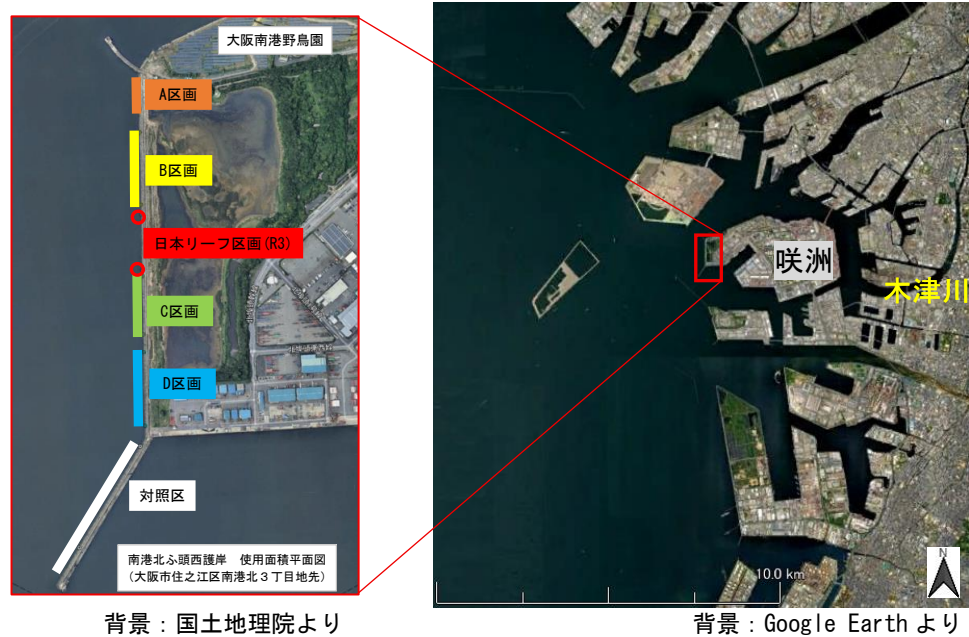 大阪南港野鳥園
A区画
B区画
日本リーフ区画(R3)
C区画
D区画
対照区
南港北ふ頭西護岸　使用面積平面図
(大阪市住之江区南港北３丁目地先)
咲洲
木津川
10.0 km
N
背景：国土地理院より
背景：Google Earth より